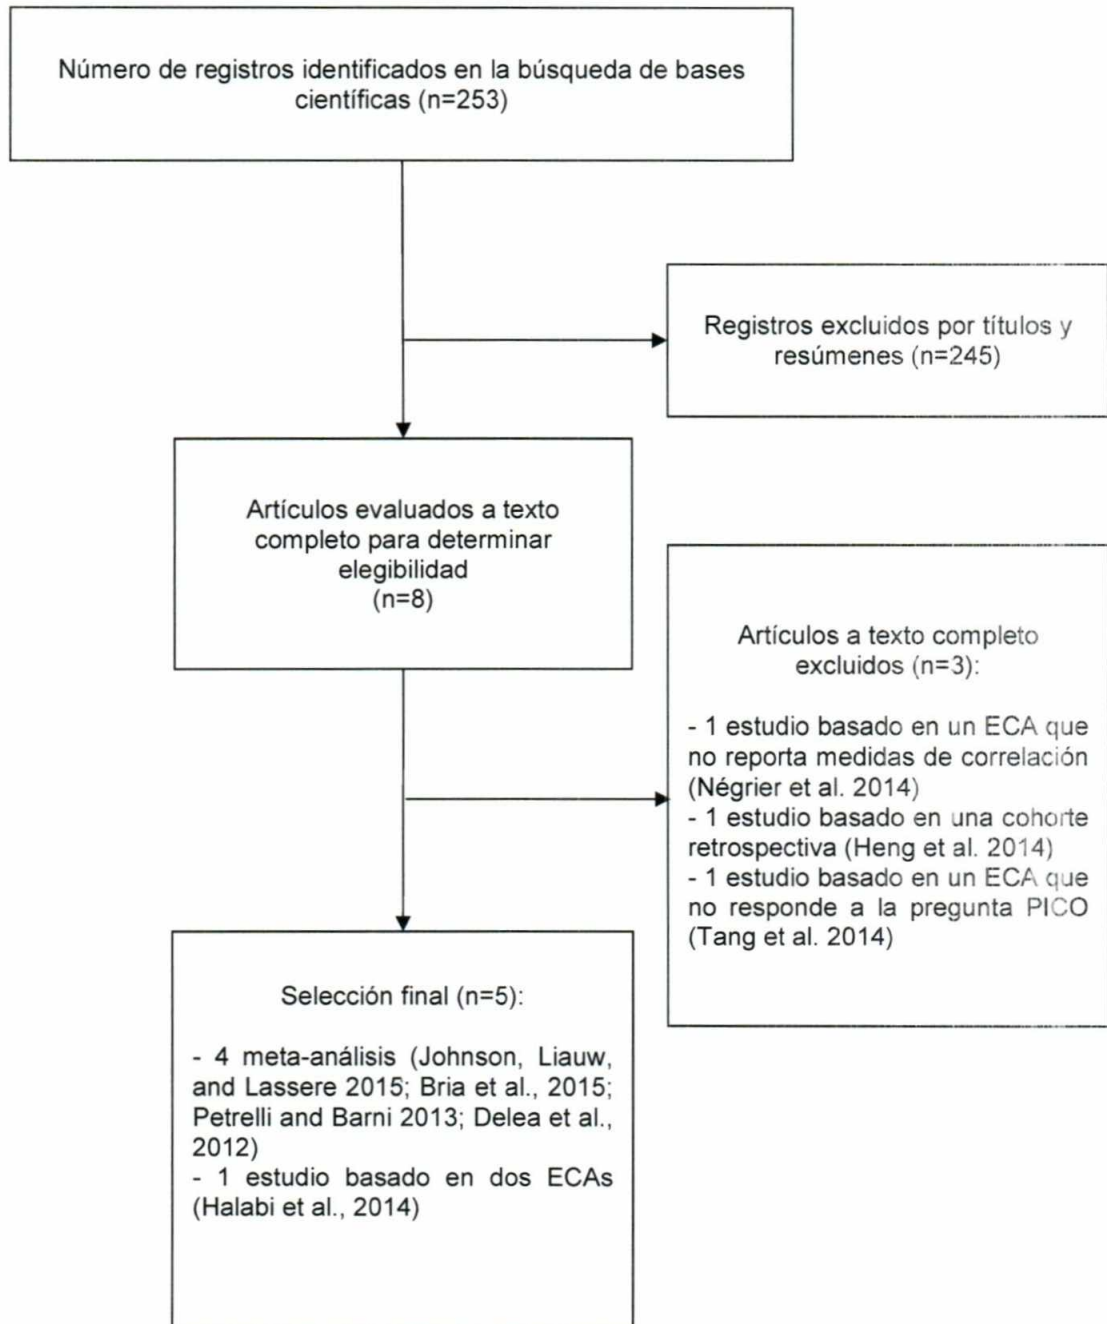 Número de registros identificados en la búsqueda de bases
científicas (n=253)
Registros excluidos por títulos y
resúmenes (n=245)
Artículos evaluados a texto
completo para determinar
elegibilidad
(n=8)
Artículos a texto completo
excluidos (n=3):
- 1 estudio basado en un ECA que
no reporta medidas de correlación
(Négrier et al. 2014)
- 1 estudio basado en una cohorte
retrospectiva (Heng et al. 2014)
- 1 estudio basado en un ECA que
no responde a la pregunta PICO
(Tang et al. 2014)
Selección final (n=5):
- 4 meta-análisis (Johnson, Liauw,
and Lassere 2015; Bria et al., 2015;
Petrelli and Barni 2013; Delea et al.,
2012)
- 1 estudio basado en dos ECAs
(Halabi et al., 2014)